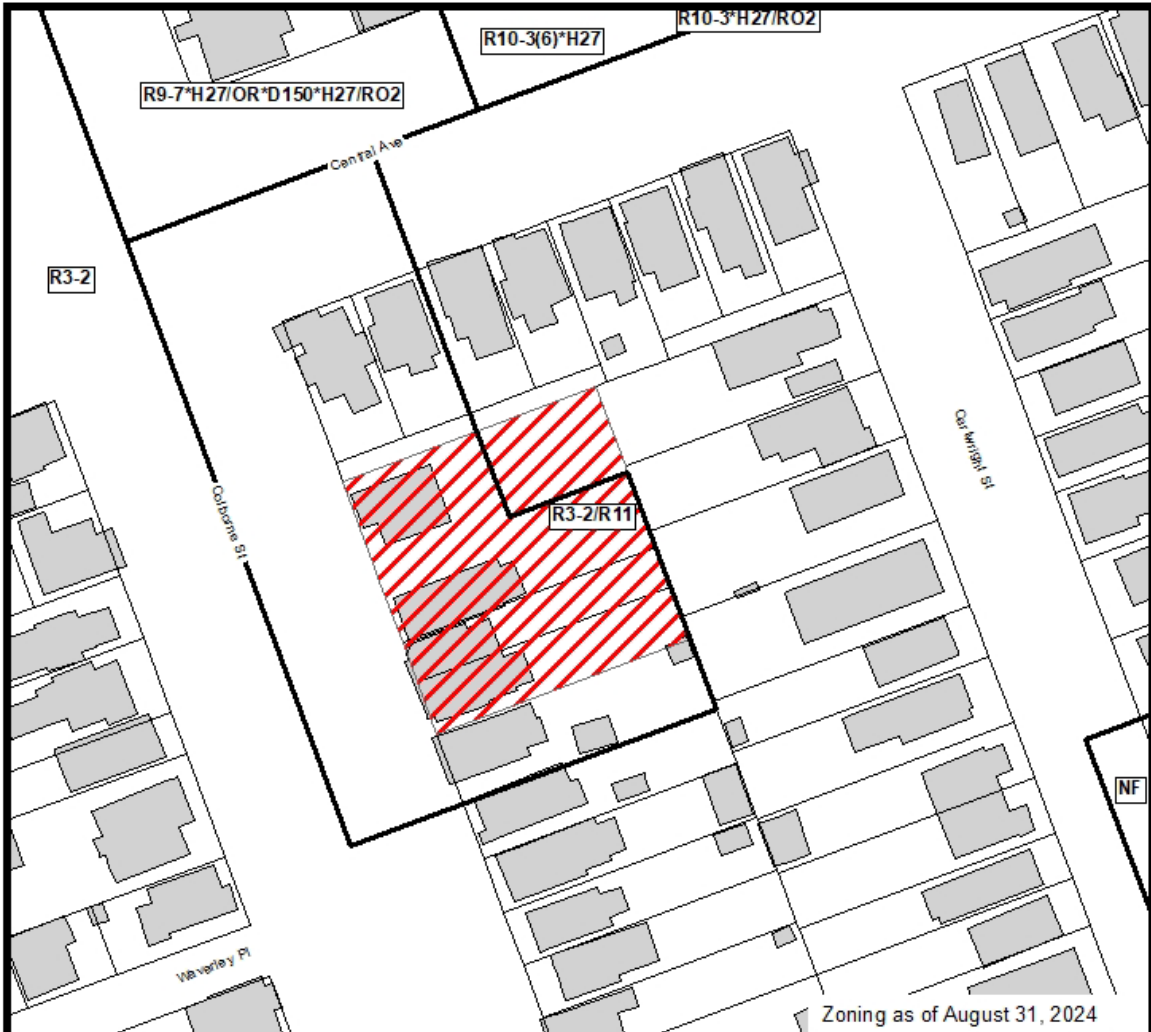 R10-3*H27/RO2
R10-3(6)*H27
R9-7*H27/OR*D150*H27/RO2
Central Ave
R3-2
Cartwright St
Colborne St
R3-2/R11
NF
Waverley Pl
Zoning as of August 31, 2024